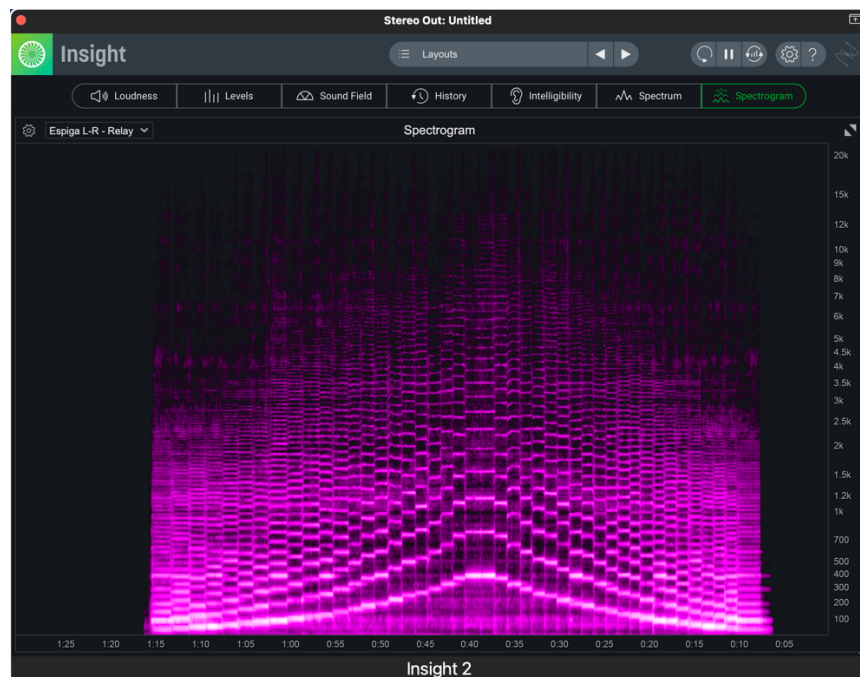 Stereo Out: Untitled
Insight
Layouts
?
Loudness
Levels
Sound Field
History
Intelligibility
Spectrum
Spectrogram
Espiga L-R - Relay
Spectrogram
20k
15k
12k
10k
9k
8k
7k
6k
5k
4.5k
4k
3.5k
3k
2.5k
2k
1.5k
1.2k
1k
700
500
400
300
200
100
1:25 1:20 1:15 1:10 1:05 1:00 0:55 0:50 0:45 0:40 0:35 0:30 0:25 0:20 0:15 0:10 0:05
Insight 2